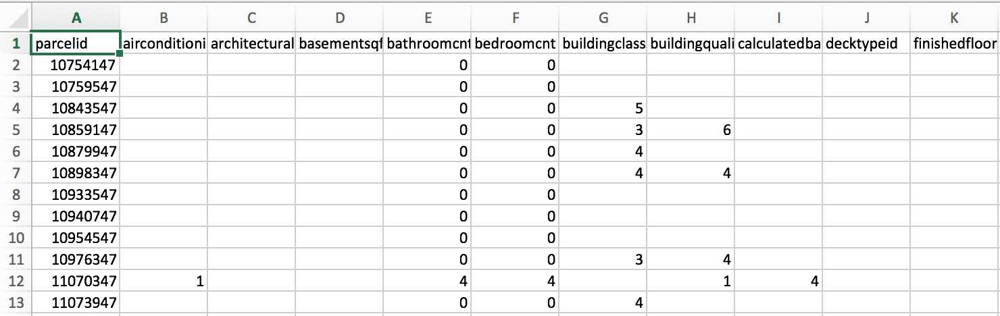 A B C D E F G H I J K
1 parcelid airconditioni architectural basementsqf bathroomcnt bedroomcnt buildingclass buildingquali calculatedba decktypeid finishedfloor
2 10754147 0 0
3 10759547 0 0
4 10843547 0 0 5
5 10859147 0 0 3 6
6 10879947 0 0 4
7 10898347 0 0 4 4
8 10933547 0 0
9 10940747 0 0
10 10954547 0 0
11 10976347 0 0 3 4
12 11070347 1 4 4 1 4
13 11073947 0 0 4